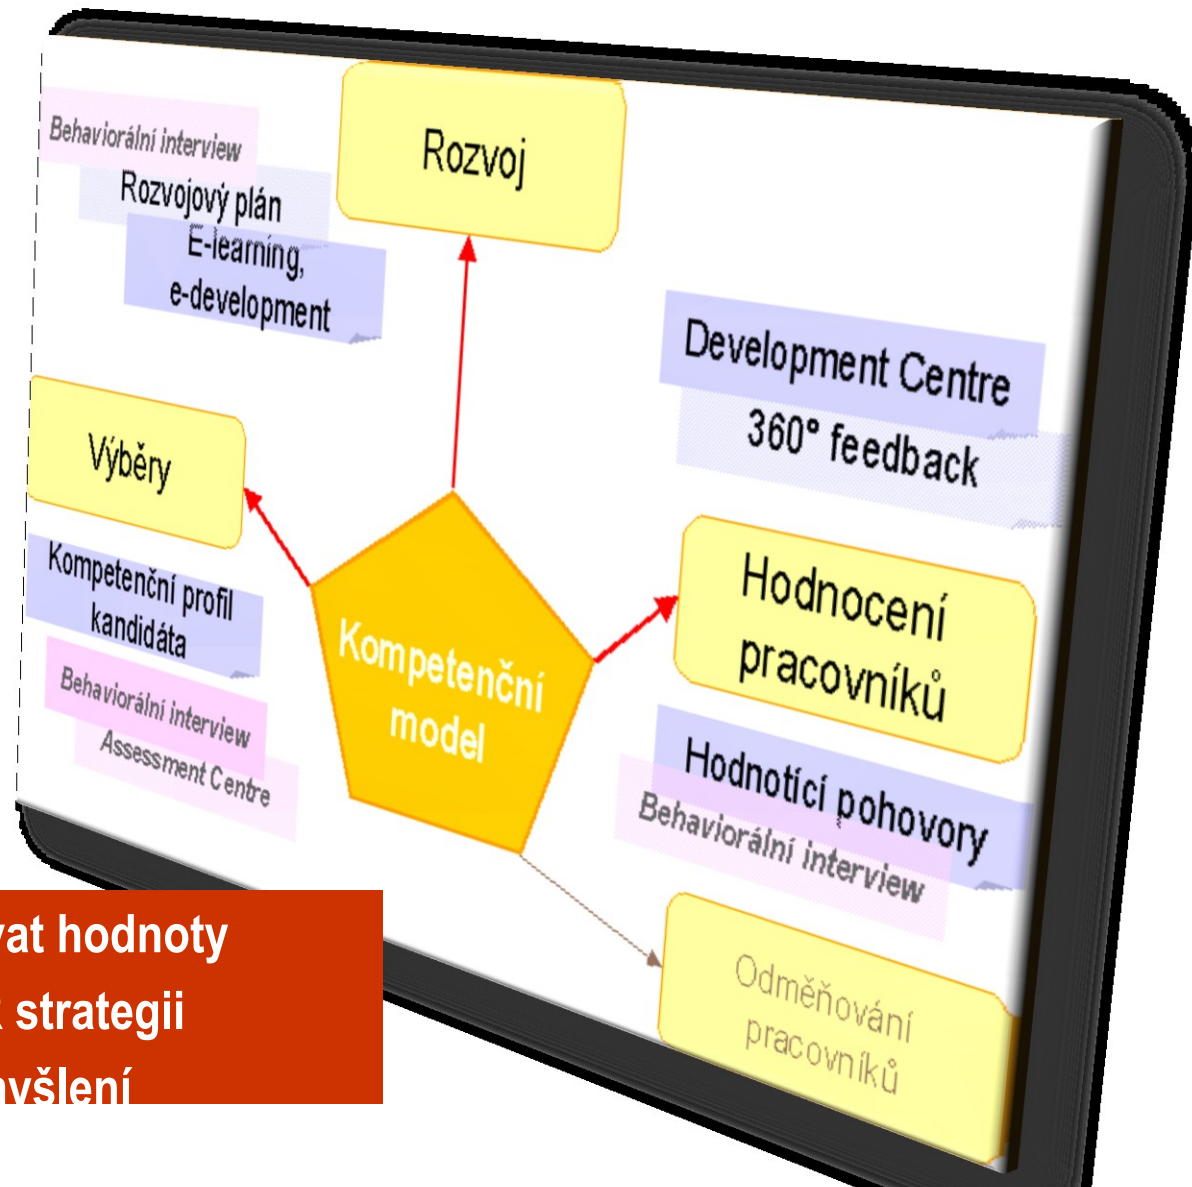 Behaviorální interview
Rozvojový plán
E-learning,
e-development
Rozvoj
Development Centre
360° feedback
Výběry
Kompetenční profil
kandidáta
Behaviorální interview
Assessment Centre
Kompetenční
model
Hodnocení
pracovníků
Hodnotící pohovory
Behaviorální interview
Odměňování
pracovníků
hodnoty
strategii